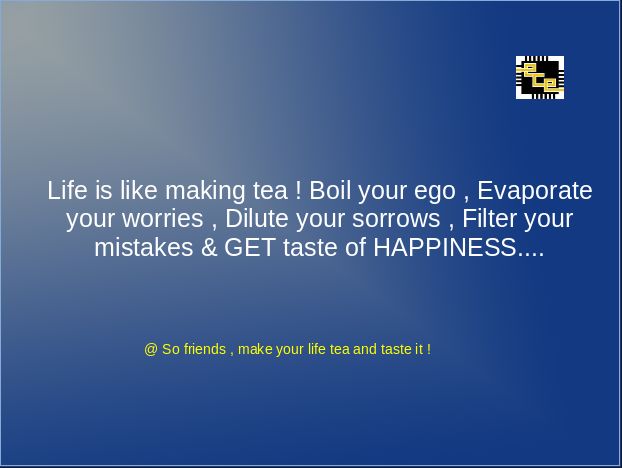 Life is like making tea ! Boil your ego , Evaporate
your worries , Dilute your sorrows , Filter your
mistakes & GET taste of HAPPINESS....
@ So friends , make your life tea and taste it !